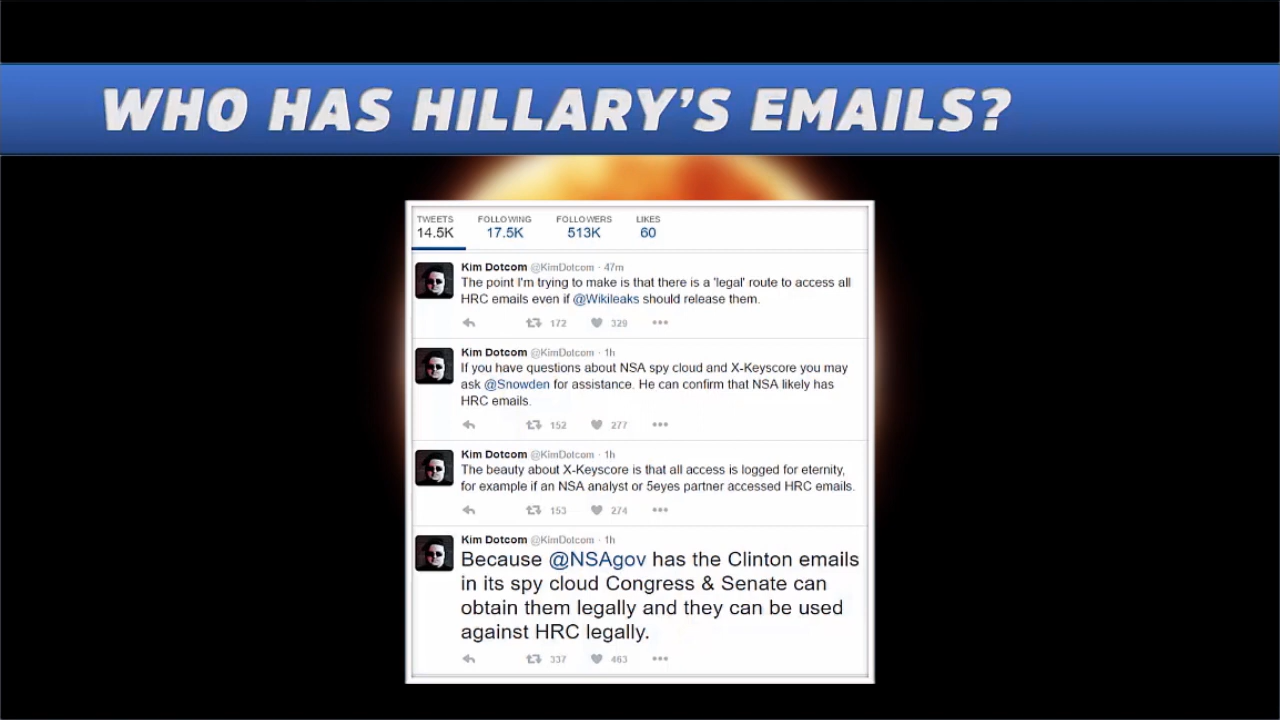 WHO HAS HILLARY'S EMAILS?
TWEETS FOLLOWING FOLLOWERS LIKES
14.5K 17.5K 513K 60
Kim Dotcom @KimDotcom · 47m
The point I'm trying to make is that there is a 'legal' route to access all
HRC emails even if @Wikileaks should release them.
172 329
Kim Dotcom @KimDotcom · 1h
If you have questions about NSA spy cloud and X-Keyscore you may
ask @Snowden for assistance. He can confirm that NSA likely has
HRC emails.
152 277
Kim Dotcom @KimDotcom · 1h
The beauty about X-Keyscore is that all access is logged for eternity,
for example if an NSA analyst or 5eyes partner accessed HRC emails.
153 274
Kim Dotcom @KimDotcom · 1h
Because @NSAgov has the Clinton emails
in its spy cloud Congress & Senate can
obtain them legally and they can be used
against HRC legally.
337 463